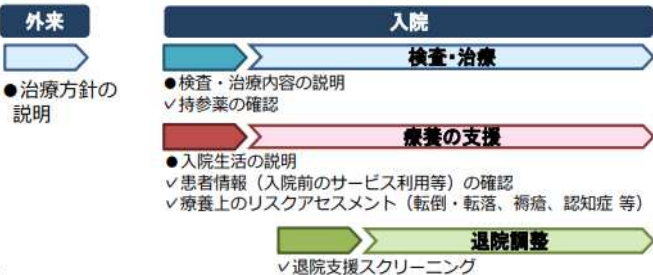 外来
入院
●治療方針の
説明
検査・治療
●検査・治療内容の説明
✓持参薬の確認
療養の支援
●入院生活の説明
✓患者情報（入院前のサービス利用等）の確認
✓療養上のリスクアセスメント（転倒・転落、褥瘡、認知症 等）
退院調整
✓退院支援スクリーニング